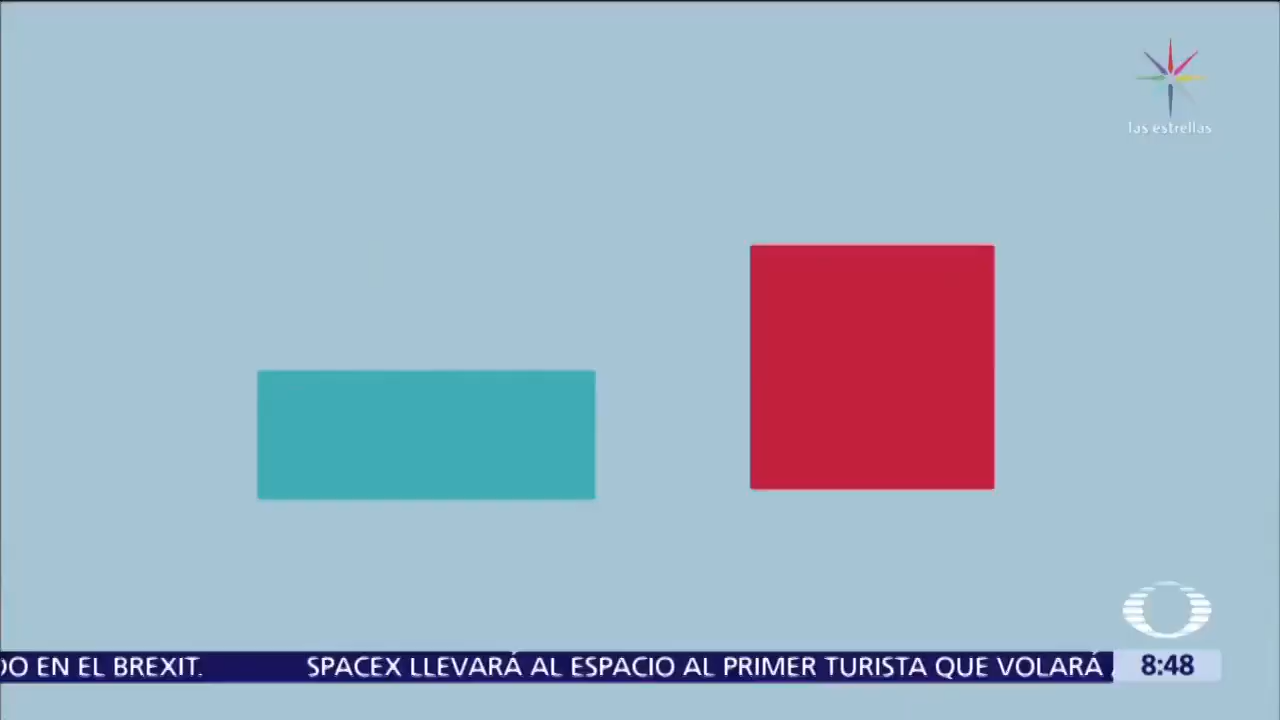 las estrellas
DO EN EL BREXIT. SPACEX LLEVARÁ AL ESPACIO AL PRIMER TURISTA QUE VOLARÁ
8:48